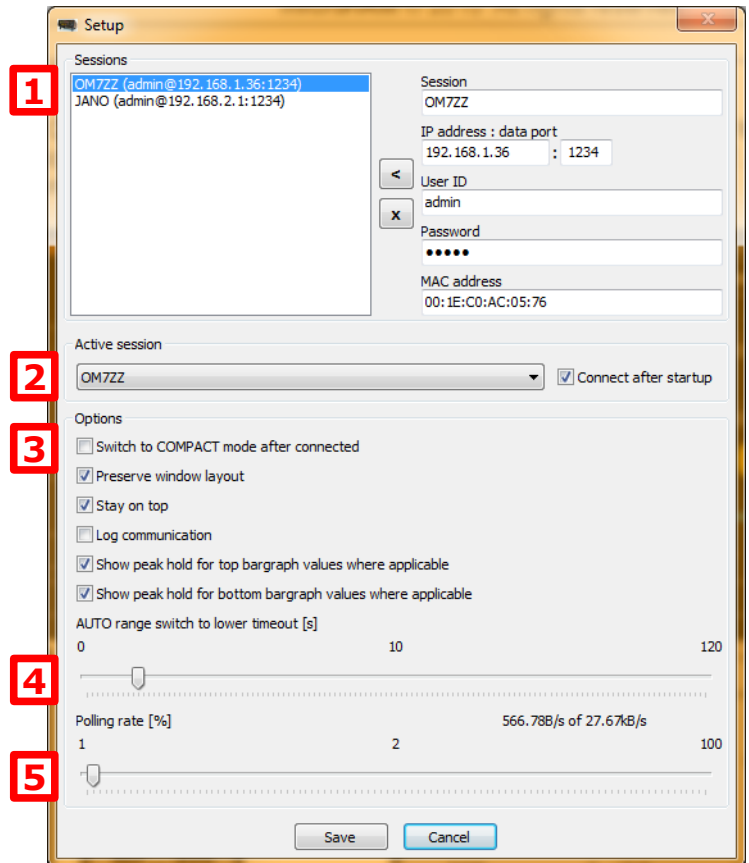 Setup
Sessions
1
OM7ZZ (admin@192.168.1.36:1234)
JANO (admin@192.168.2.1:1234)
Session
OM7ZZ
IP address : data port
192.168.1.36 : 1234
<
User ID
admin
x
Password
●●●●●
MAC address
00:1E:C0:AC:05:76
Active session
2
OM7ZZ
Connect after startup
Options
3
Switch to COMPACT mode after connected
Preserve window layout
Stay on top
Log communication
Show peak hold for top bargraph values where applicable
Show peak hold for bottom bargraph values where applicable
AUTO range switch to lower timeout [s]
0 10 120
4
Polling rate [%] 566.78B/s of 27.67kB/s
1 2 100
5
Save Cancel